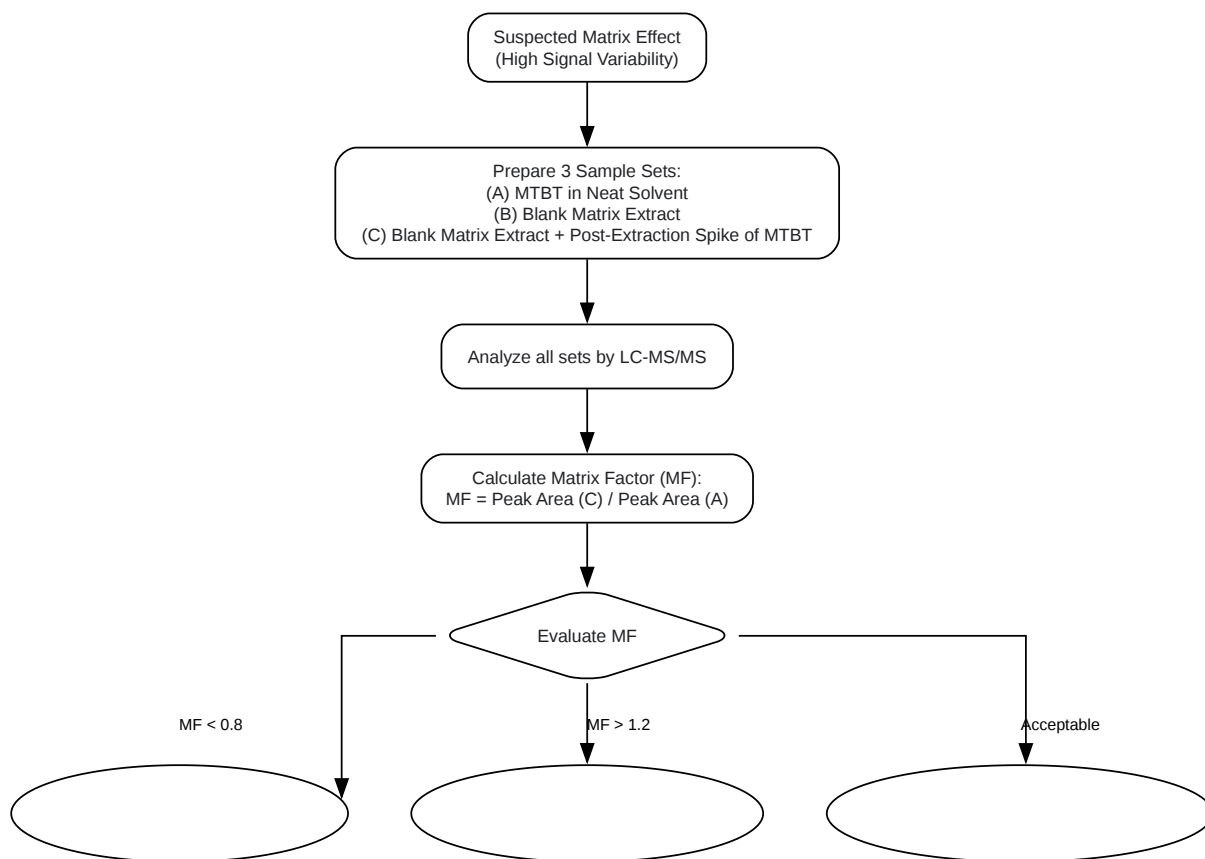 Suspected Matrix Effect
(High Signal Variability)
Prepare 3 Sample Sets:
(A) MTBT in Neat Solvent
(B) Blank Matrix Extract
(C) Blank Matrix Extract + Post-Extraction Spike of MTBT
Analyze all sets by LC-MS/MS
Calculate Matrix Factor (MF):
MF = Peak Area (C) / Peak Area (A)
Evaluate MF
MF < 0.8
MF > 1.2
Acceptable